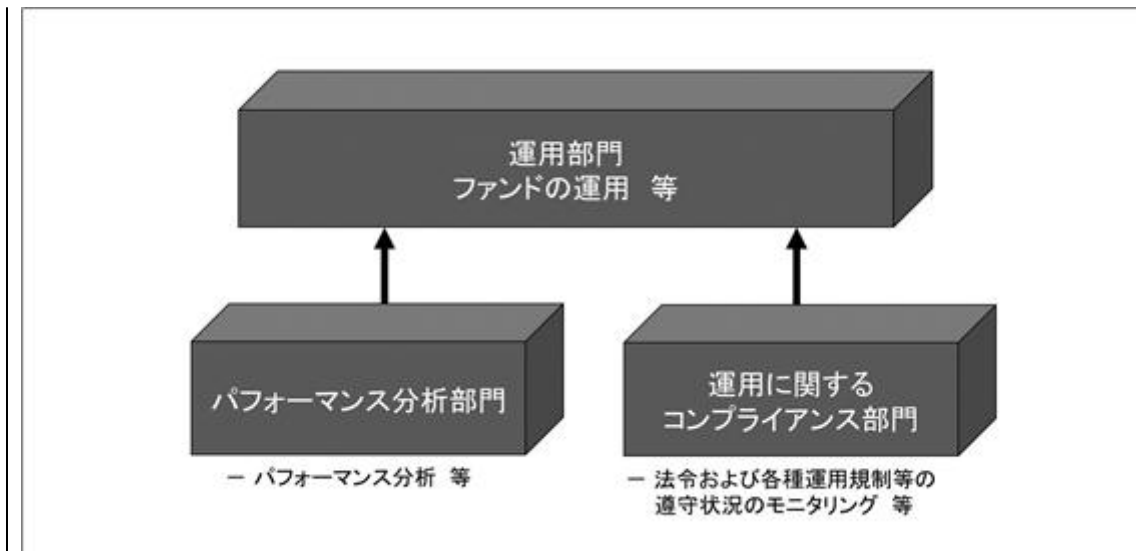 運用部門
ファンドの運用 等
パフォーマンス分析部門
－ パフォーマンス分析 等
運用に関する
コンプライアンス部門
－ 法令および各種運用規制等の
遵守状況のモニタリング 等